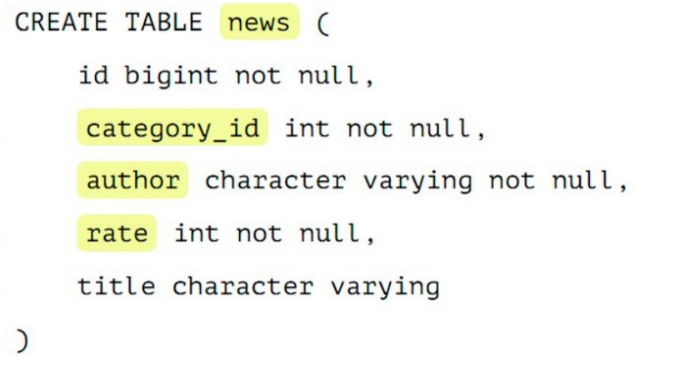 CREATE TABLE news (
id bigint not null,
category_id int not null,
author character varying not null,
rate int not null,
title character varying
)